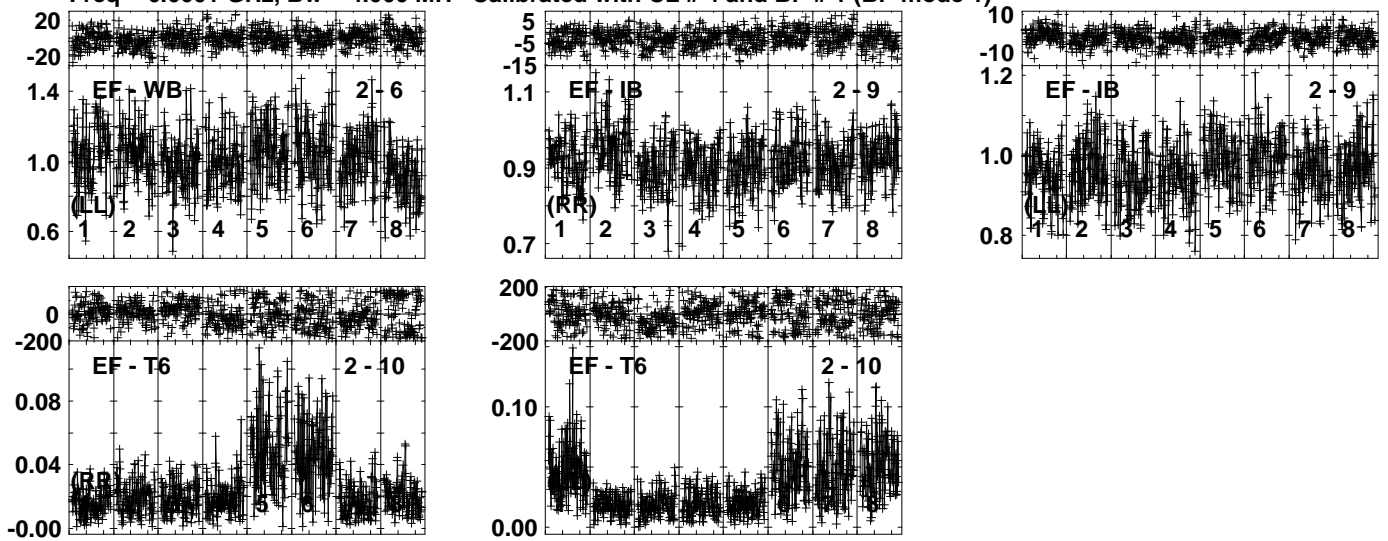 20
-20
EF - WB 2 - 6
1.4
1.0
0.6
(LL)
1 2 3 4 5 6 7 8
5
-5
-15
EF - IB 2 - 9
1.1
0.9
0.7
(RR)
1 2 3 4 5 6 7 8
10
-10
EF - IB 2 - 9
1.2
1.0
0.8
(LL)
1 2 3 4 5 6 7 8
0
-200
EF - T6 2 - 10
0.08
0.04
-0.00
(RR)
5
200
0
-200
EF - T6 2 - 10
0.10
0.00
8